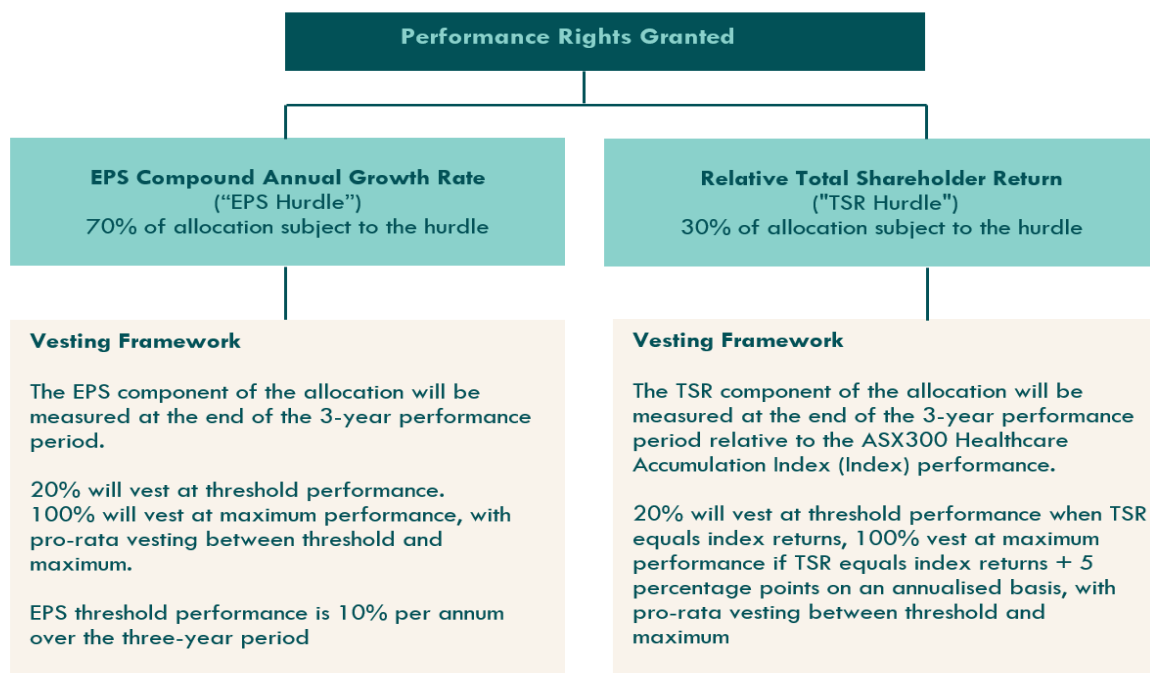 Performance Rights Granted
EPS Compound Annual Growth Rate
(“EPS Hurdle”)
70% of allocation subject to the hurdle
Relative Total Shareholder Return
("TSR Hurdle")
30% of allocation subject to the hurdle
Vesting Framework
The EPS component of the allocation will be
measured at the end of the 3-year performance
period.
20% will vest at threshold performance.
100% will vest at maximum performance, with
pro-rata vesting between threshold and
maximum.
EPS threshold performance is 10% per annum
over the three-year period
Vesting Framework
The TSR component of the allocation will be
measured at the end of the 3-year performance
period relative to the ASX300 Healthcare
Accumulation Index (Index) performance.
20% will vest at threshold performance when TSR
equals index returns, 100% vest at maximum
performance if TSR equals index returns + 5
percentage points on an annualised basis, with
pro-rata vesting between threshold and
maximum